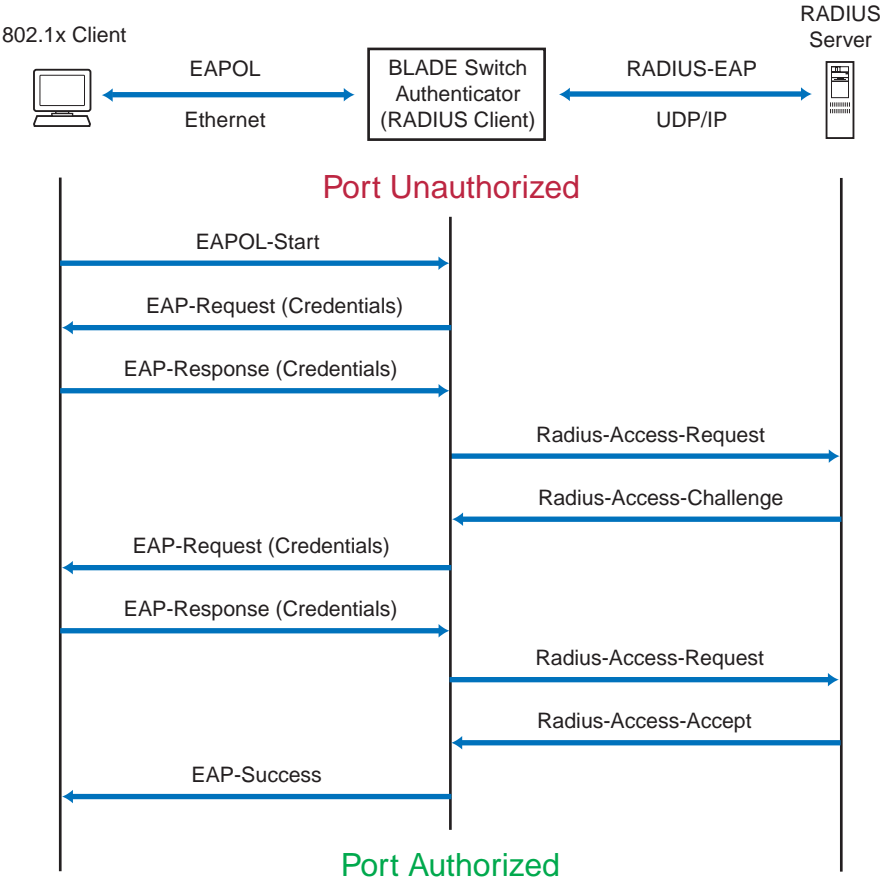 RADIUS
Server
802.1x Client
EAPOL
Ethernet
BLADE Switch
Authenticator
(RADIUS Client)
RADIUS-EAP
UDP/IP
Port Unauthorized
EAPOL-Start
EAP-Request (Credentials)
EAP-Response (Credentials)
Radius-Access-Request
Radius-Access-Challenge
EAP-Request (Credentials)
EAP-Response (Credentials)
Radius-Access-Request
Radius-Access-Accept
EAP-Success
Port Authorized